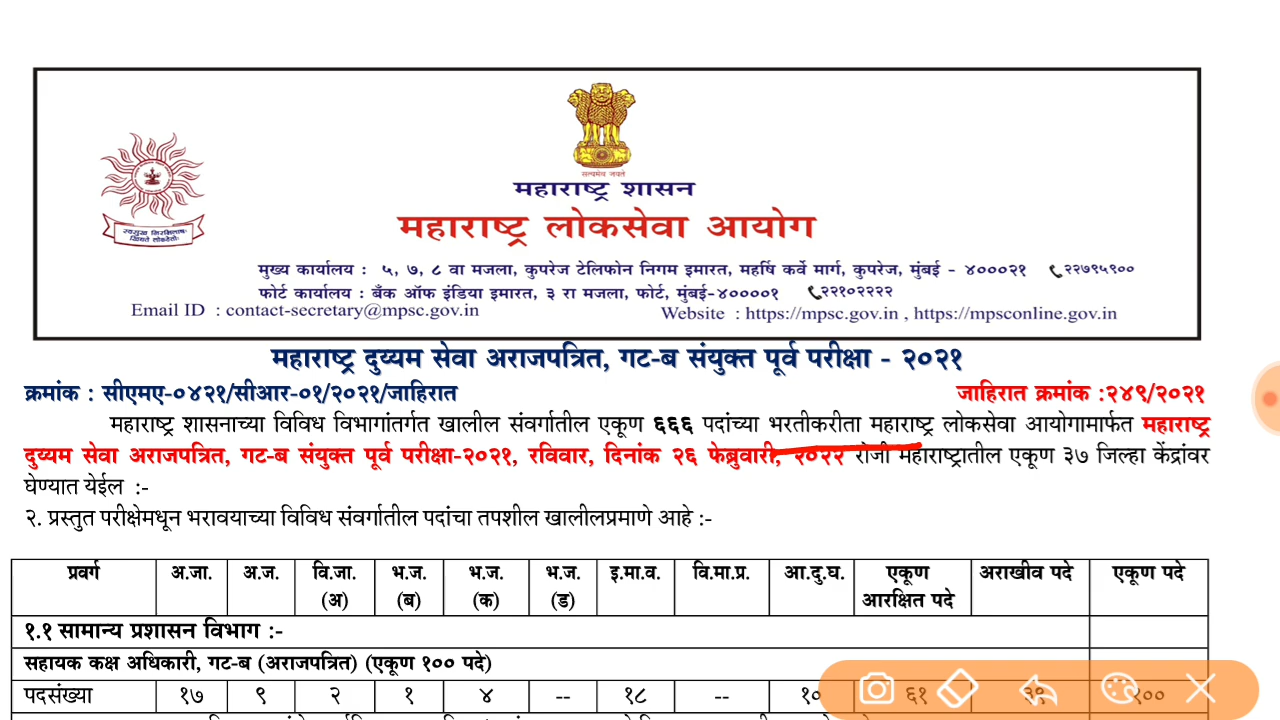 सत्यमेव जयते
महाराष्ट्र शासन
महाराष्ट्र लोकसेवा आयोग
मुख्य कार्यालय : ५, ७, ८ वा मजला, कुपरेज टेलिफोन निगम इमारत, महर्षि कर्वे मार्ग, कुपरेज, मुंबई - ४०००२१ २२७९५९००
फोर्ट कार्यालय : बँक ऑफ इंडिया इमारत, ३ रा मजला, फोर्ट, मुंबई-४००००१ २२१०२२२२
Email ID : contact-secretary@mpsc.gov.in Website : https://mpsc.gov.in , https://mpsconline.gov.in
महाराष्ट्र दुय्यम सेवा अराजपत्रित, गट-ब संयुक्त पूर्व परीक्षा - २०२१
क्रमांक : सीएमए-०४२१/सीआर-०१/२०२१/जाहिरात जाहिरात क्रमांक :२४९/२०२१
महाराष्ट्र शासनाच्या विविध विभागांतर्गत खालील संवर्गातील एकूण ६६६ पदांच्या भरतीकरीता महाराष्ट्र लोकसेवा आयोगामार्फत महाराष्ट्र
दुय्यम सेवा अराजपत्रित, गट-ब संयुक्त पूर्व परीक्षा-२०२१, रविवार, दिनांक २६ फेब्रुवारी, २०२२ रोजी महाराष्ट्रातील एकूण ३७ जिल्हा केंद्रांवर
घेण्यात येईल :-
२. प्रस्तुत परीक्षेमधून भरावयाच्या विविध संवर्गातील पदांचा तपशील खालीलप्रमाणे आहे :-
प्रवर्ग अ.जा. अ.ज. वि.जा. (अ) भ.ज. (ब) भ.ज. (क) भ.ज. (ड) इ.मा.व. वि.मा.प्र. आ.दु.घ. एकूण आरक्षित पदे अराखीव पदे एकूण पदे
१.१ सामान्य प्रशासन विभाग :-
सहायक कक्ष अधिकारी, गट-ब (अराजपत्रित) (एकूण १०० पदे)
पदसंख्या १७ ९ २ १ ४ -- १८ -- १० ६१ ३९ १००